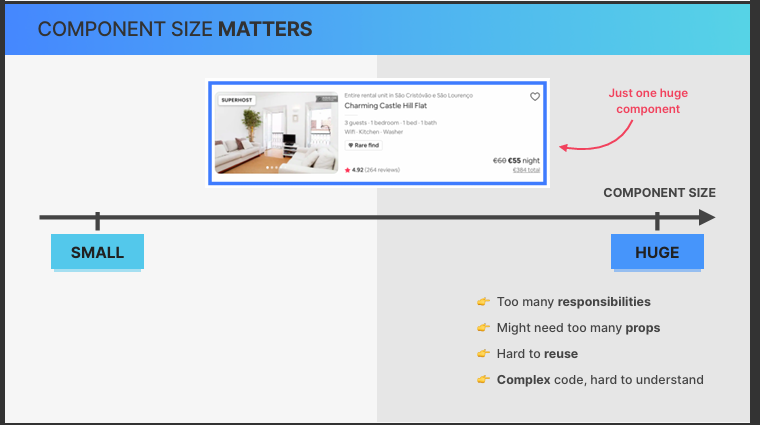 COMPONENT SIZE MATTERS
SUPERHOST
Entire rental unit in São Cristóvão e São Lourenço
Charming Castle Hill Flat
3 guests · 1 bedroom · 1 bed · 1 bath
Wifi · Kitchen · Washer
Rare find
4.92 (264 reviews)
€60 €55 night
€384 total
Just one huge
component
COMPONENT SIZE
SMALL
HUGE
👉 Too many responsibilities
👉 Might need too many props
👉 Hard to reuse
👉 Complex code, hard to understand